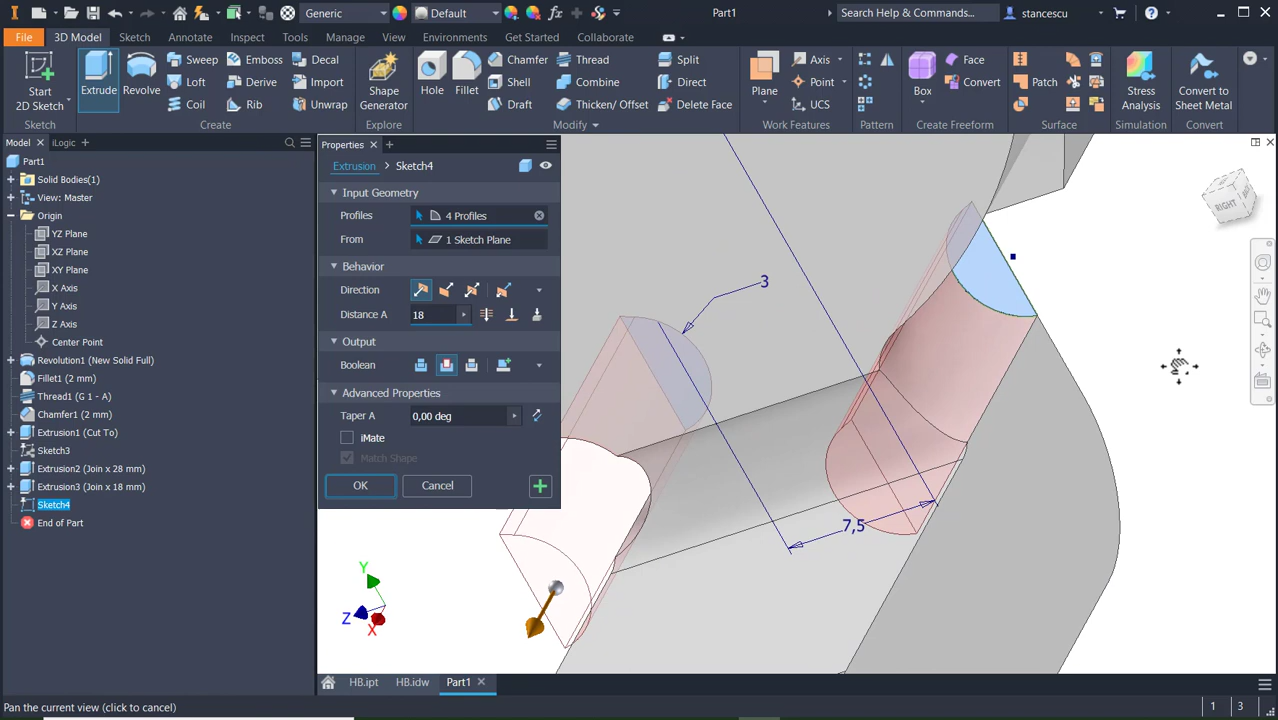 Generic
Default
Part1
Search Help & Commands...
stancescu
File
3D Model
Sketch
Annotate
Inspect
Tools
Manage
View
Environments
Get Started
Collaborate
Start
2D Sketch
Extrude
Revolve
Sweep
Loft
Coil
Emboss
Derive
Rib
Decal
Import
Unwrap
Shape
Generator
Hole
Fillet
Chamfer
Shell
Draft
Thread
Combine
Thicken/ Offset
Split
Direct
Delete Face
Plane
Axis
Point
UCS
Box
Face
Convert
Patch
Stress
Analysis
Convert to
Sheet Metal
Sketch
Create
Explore
Modify
Work Features
Pattern
Create Freeform
Surface
Simulation
Convert
Model
iLogic
Part1
Solid Bodies(1)
View: Master
Origin
YZ Plane
XZ Plane
XY Plane
X Axis
Y Axis
Z Axis
Center Point
Revolution1 (New Solid Full)
Fillet1 (2 mm)
Thread1 (G 1 - A)
Chamfer1 (2 mm)
Extrusion1 (Cut To)
Sketch3
Extrusion2 (Join x 28 mm)
Extrusion3 (Join x 18 mm)
Sketch4
End of Part
Properties
Extrusion > Sketch4
Input Geometry
Profiles 4 Profiles
From 1 Sketch Plane
Behavior
Direction
Distance A 18
Output
Boolean
Advanced Properties
Taper A 0,00 deg
iMate
Match Shape
OK
Cancel
3
7,5
RIGHT
Y
Z
X
HB.ipt
HB.idw
Part1
Pan the current view (click to cancel)
1 3